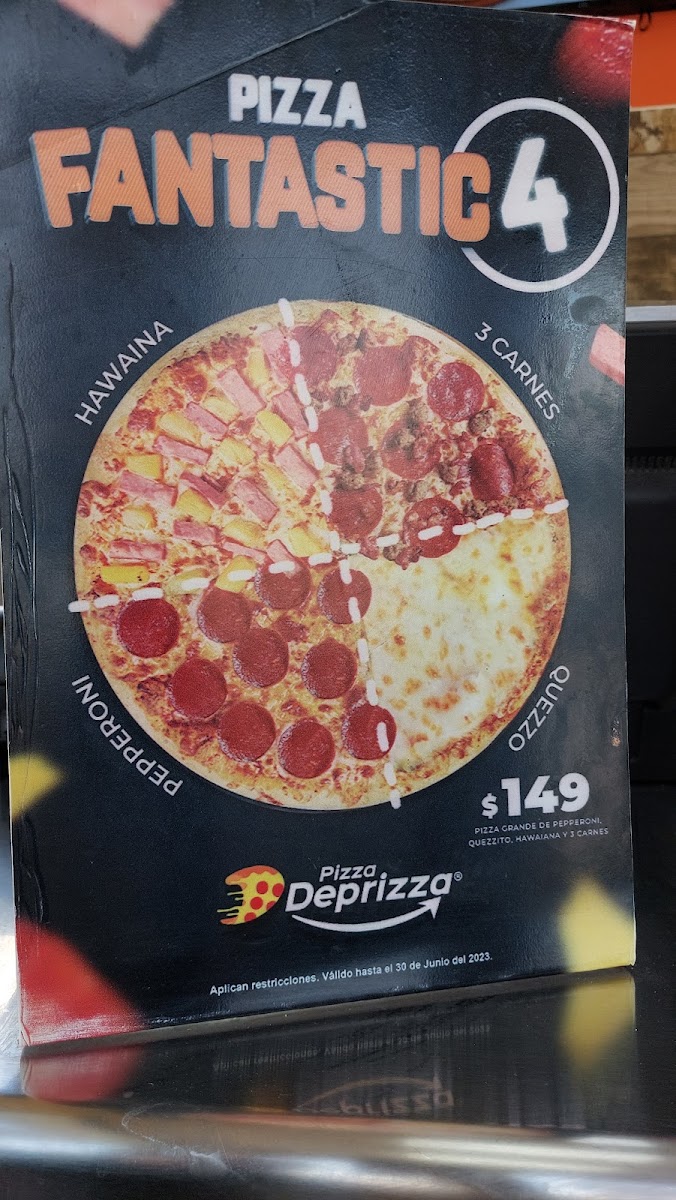 PIZZA
FANTASTIC 4
HAWAINA
3 CARNES
PEPPERONI
QUEZZO
$149
PIZZA GRANDE DE PEPPERONI,
QUEZZITO, HAWAIANA Y 3 CARNES
Pizza
Deprizza®
Aplican restricciones. Válido hasta el 30 de Junio del 2023.